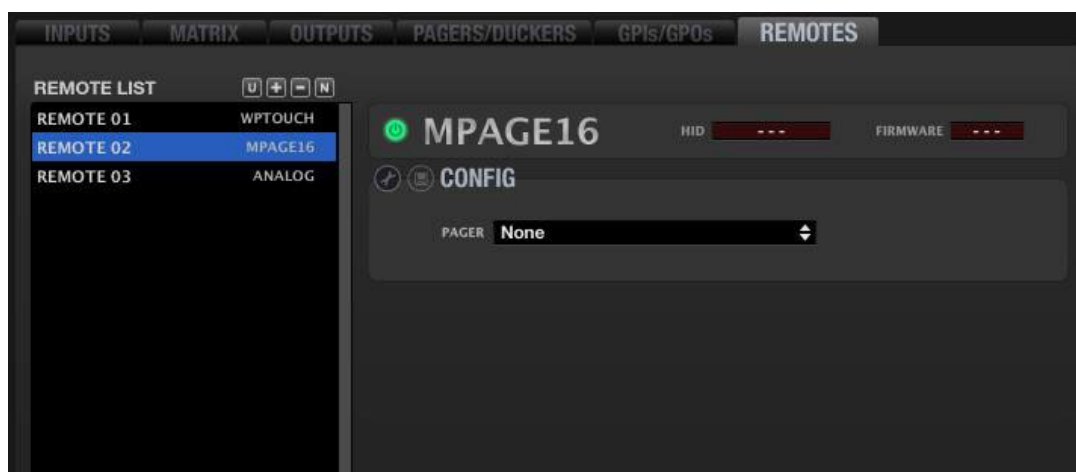 INPUTS MATRIX OUTPUTS PAGERS/DUCKERS GPIs/GPOs REMOTES
REMOTE LIST U + - N
REMOTE 01 WPTOUCH
REMOTE 02 MPAGE16
REMOTE 03 ANALOG
MPAGE16 HID --- FIRMWARE ---
CONFIG
PAGER None